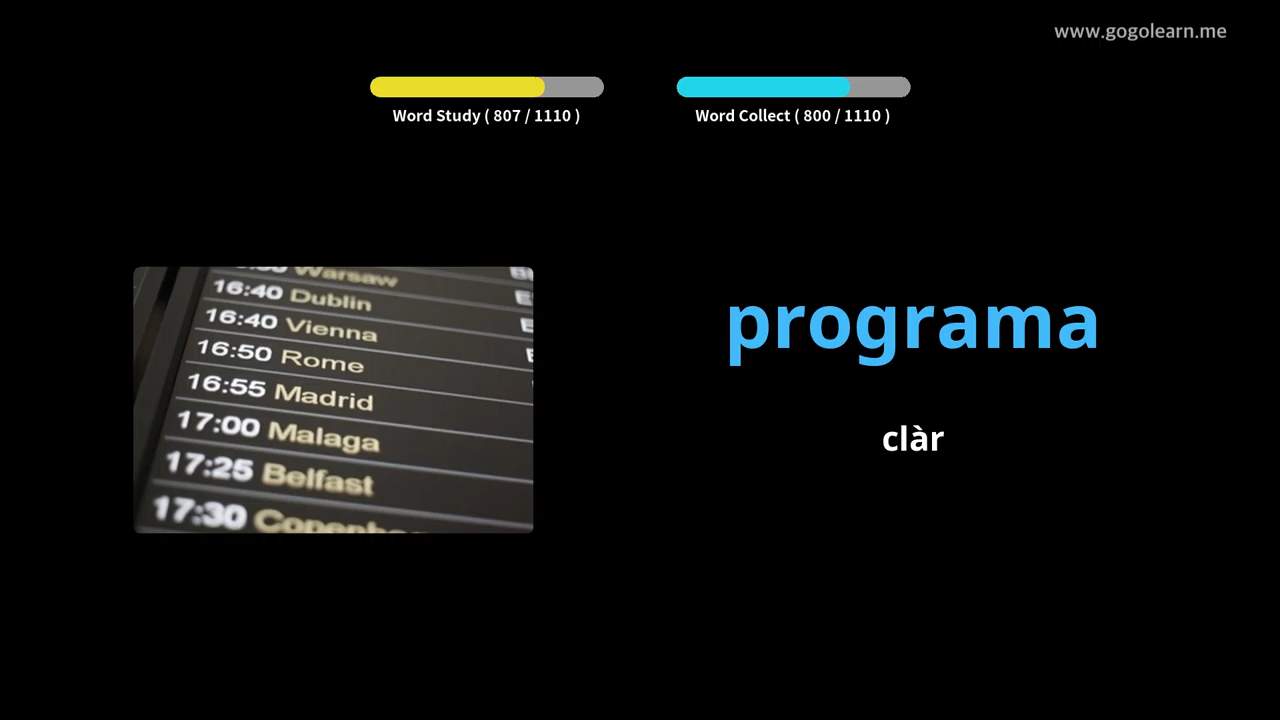 www.gogolearn.me
Word Study ( 807 / 1110 )
Word Collect ( 800 / 1110 )
Warsaw
16:40 Dublin
16:40 Vienna
16:50 Rome
16:55 Madrid
17:00 Malaga
17:25 Belfast
17:30
programa
clàr